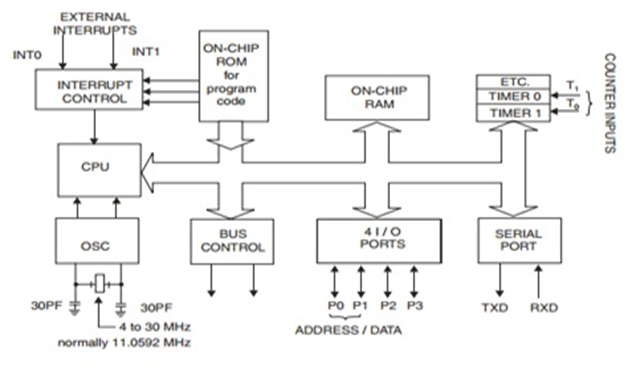 EXTERNAL
INTERRUPTS
INT0
INT1
INTERRUPT
CONTROL
ON-CHIP
ROM
for
program
code
ON-CHIP
RAM
ETC.
TIMER 0
TIMER 1
T1
T0
COUNTER INPUTS
CPU
OSC
BUS
CONTROL
4 I / O
PORTS
SERIAL
PORT
30PF
30PF
4 to 30 MHz
normally 11.0592 MHz
P0 P1 P2 P3
ADDRESS / DATA
TXD
RXD